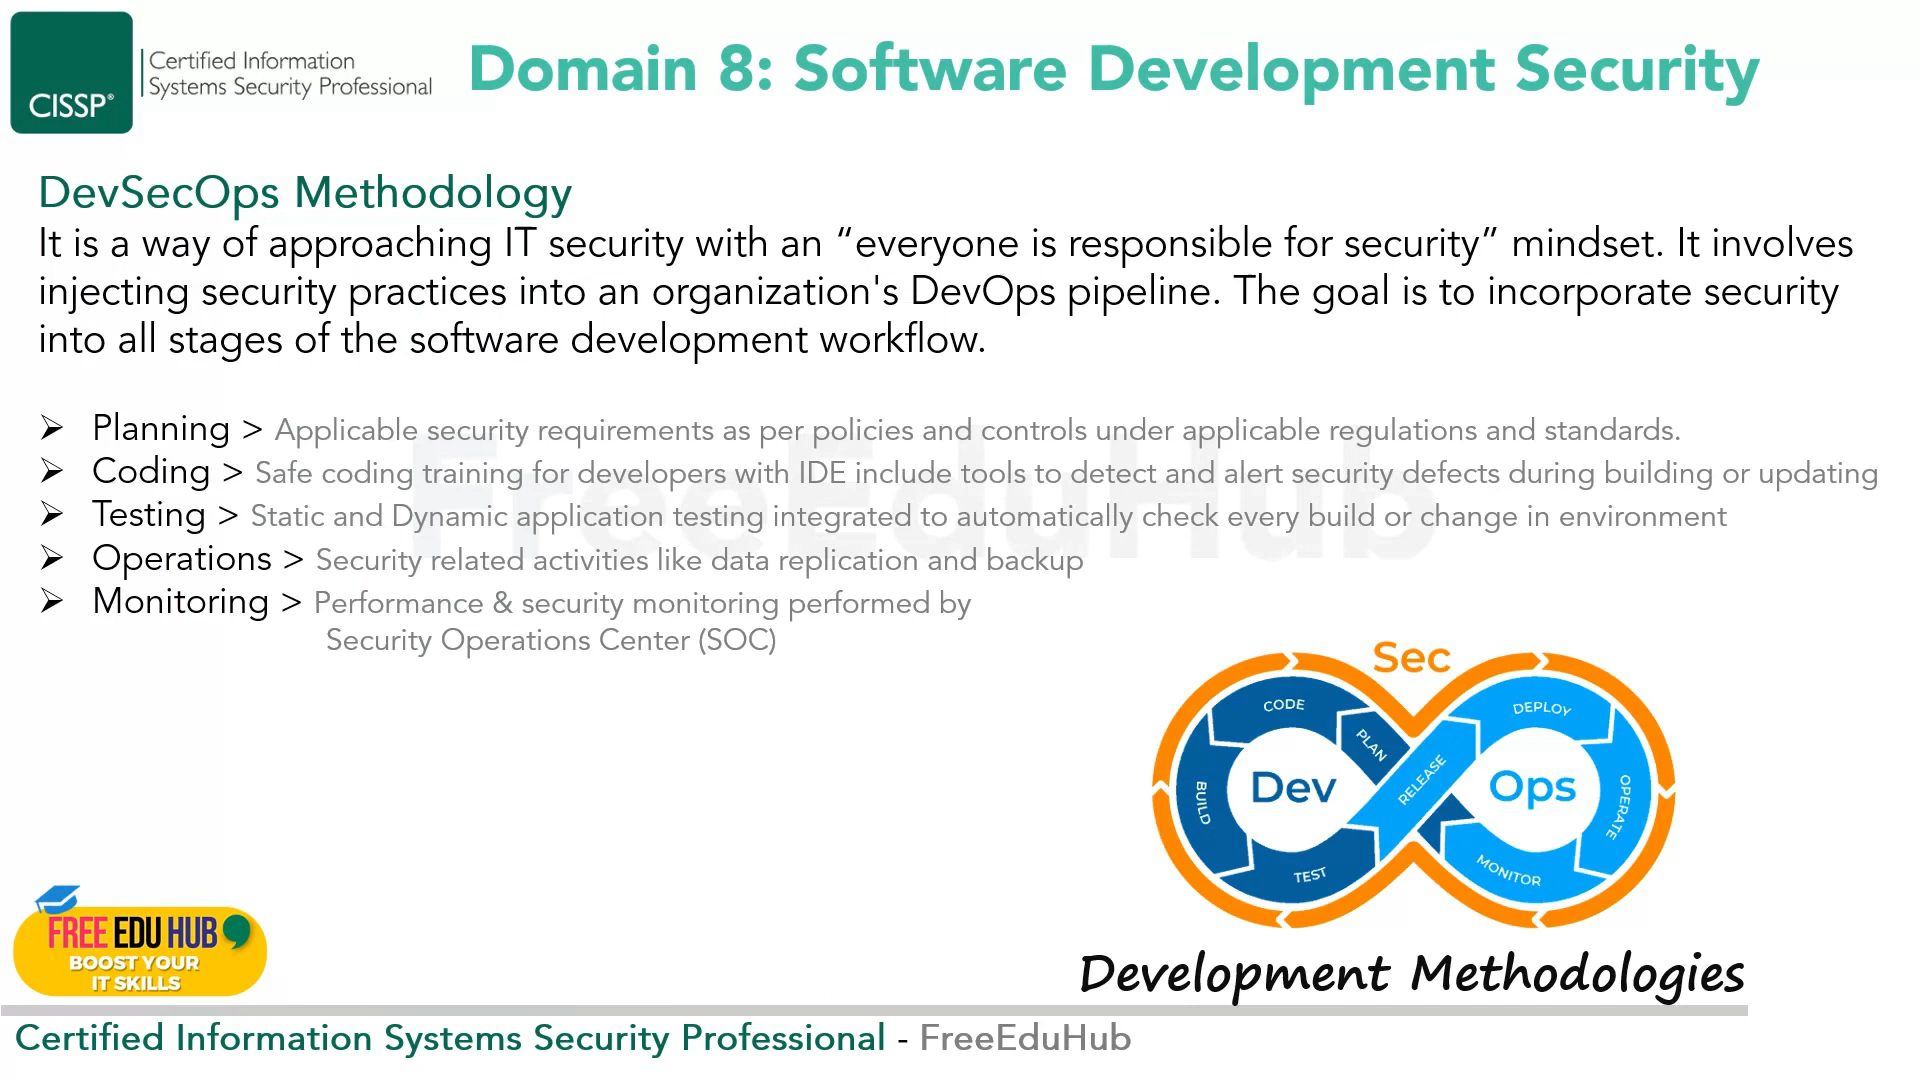 CISSP®
Certified Information
Systems Security Professional
Domain 8: Software Development Security
DevSecOps Methodology
It is a way of approaching IT security with an “everyone is responsible for security” mindset. It involves
injecting security practices into an organization's DevOps pipeline. The goal is to incorporate security
into all stages of the software development workflow.
➢ Planning > Applicable security requirements as per policies and controls under applicable regulations and standards.
➢ Coding > Safe coding training for developers with IDE include tools to detect and alert security defects during building or updating
➢ Testing > Static and Dynamic application testing integrated to automatically check every build or change in environment
➢ Operations > Security related activities like data replication and backup
➢ Monitoring > Performance & security monitoring performed by
Security Operations Center (SOC)
FreeEduHub
Sec
CODE
PLAN
BUILD
Dev
TEST
RELEASE
DEPLOY
Ops
OPERATE
MONITOR
FREE EDU HUB
BOOST YOUR
IT SKILLS
Development Methodologies
Certified Information Systems Security Professional - FreeEduHub